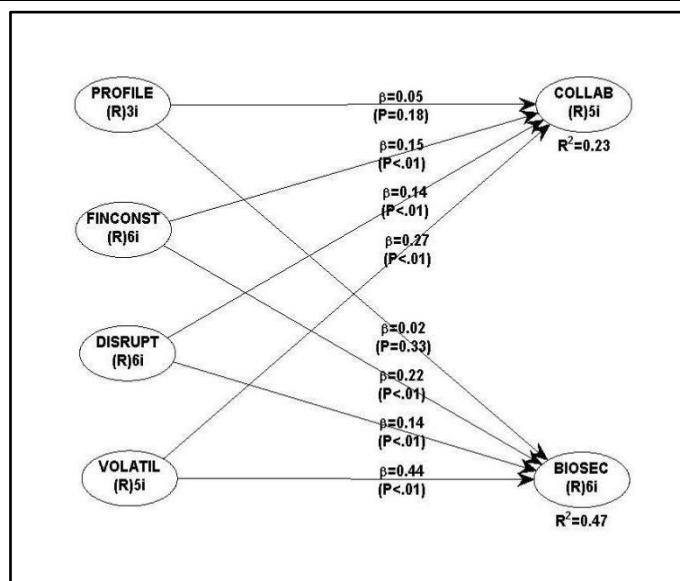 PROFILE
(R)3i
β=0.05
(P=0.18)
COLLAB
(R)5i
R²=0.23
β=0.15
(P<.01)
FINCONST
(R)6i
β=0.14
(P<.01)
β=0.27
(P<.01)
DISRUPT
(R)6i
β=0.02
(P=0.33)
β=0.22
(P<.01)
β=0.14
(P<.01)
VOLATIL
(R)5i
β=0.44
(P<.01)
BIOSEC
(R)6i
R²=0.47